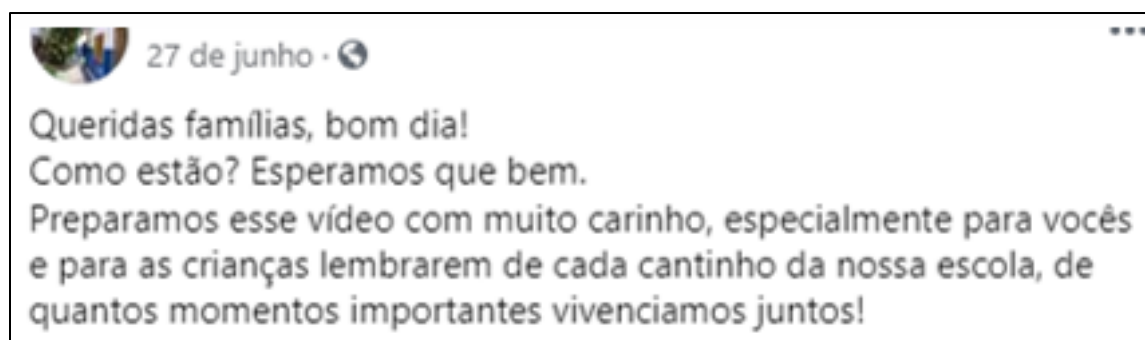 27 de junho ·
Queridas famílias, bom dia!
Como estão? Esperamos que bem.
Preparamos esse vídeo com muito carinho, especialmente para vocês
e para as crianças lembrarem de cada cantinho da nossa escola, de
quantos momentos importantes vivenciamos juntos!